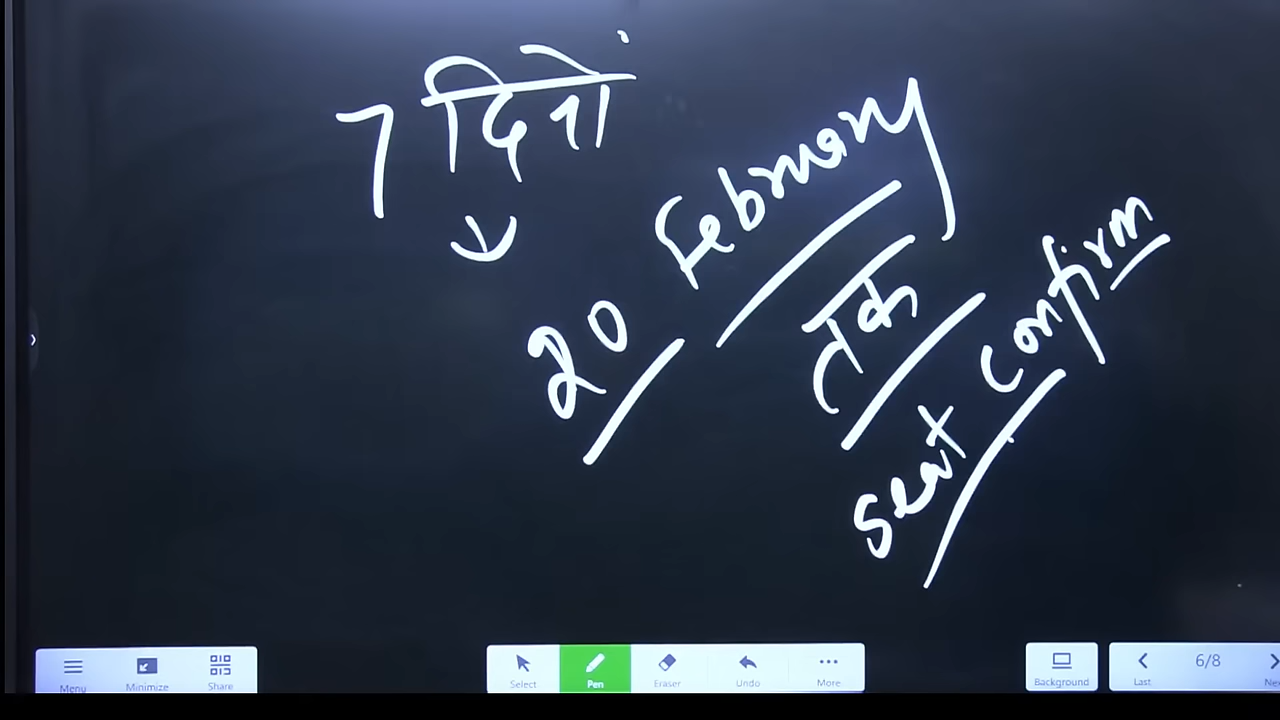 7 दिनों
20 February
तक
seat confirm
Menu
Minimize
Share
Select
Pen
Eraser
Undo
More
Background
Last
6/8